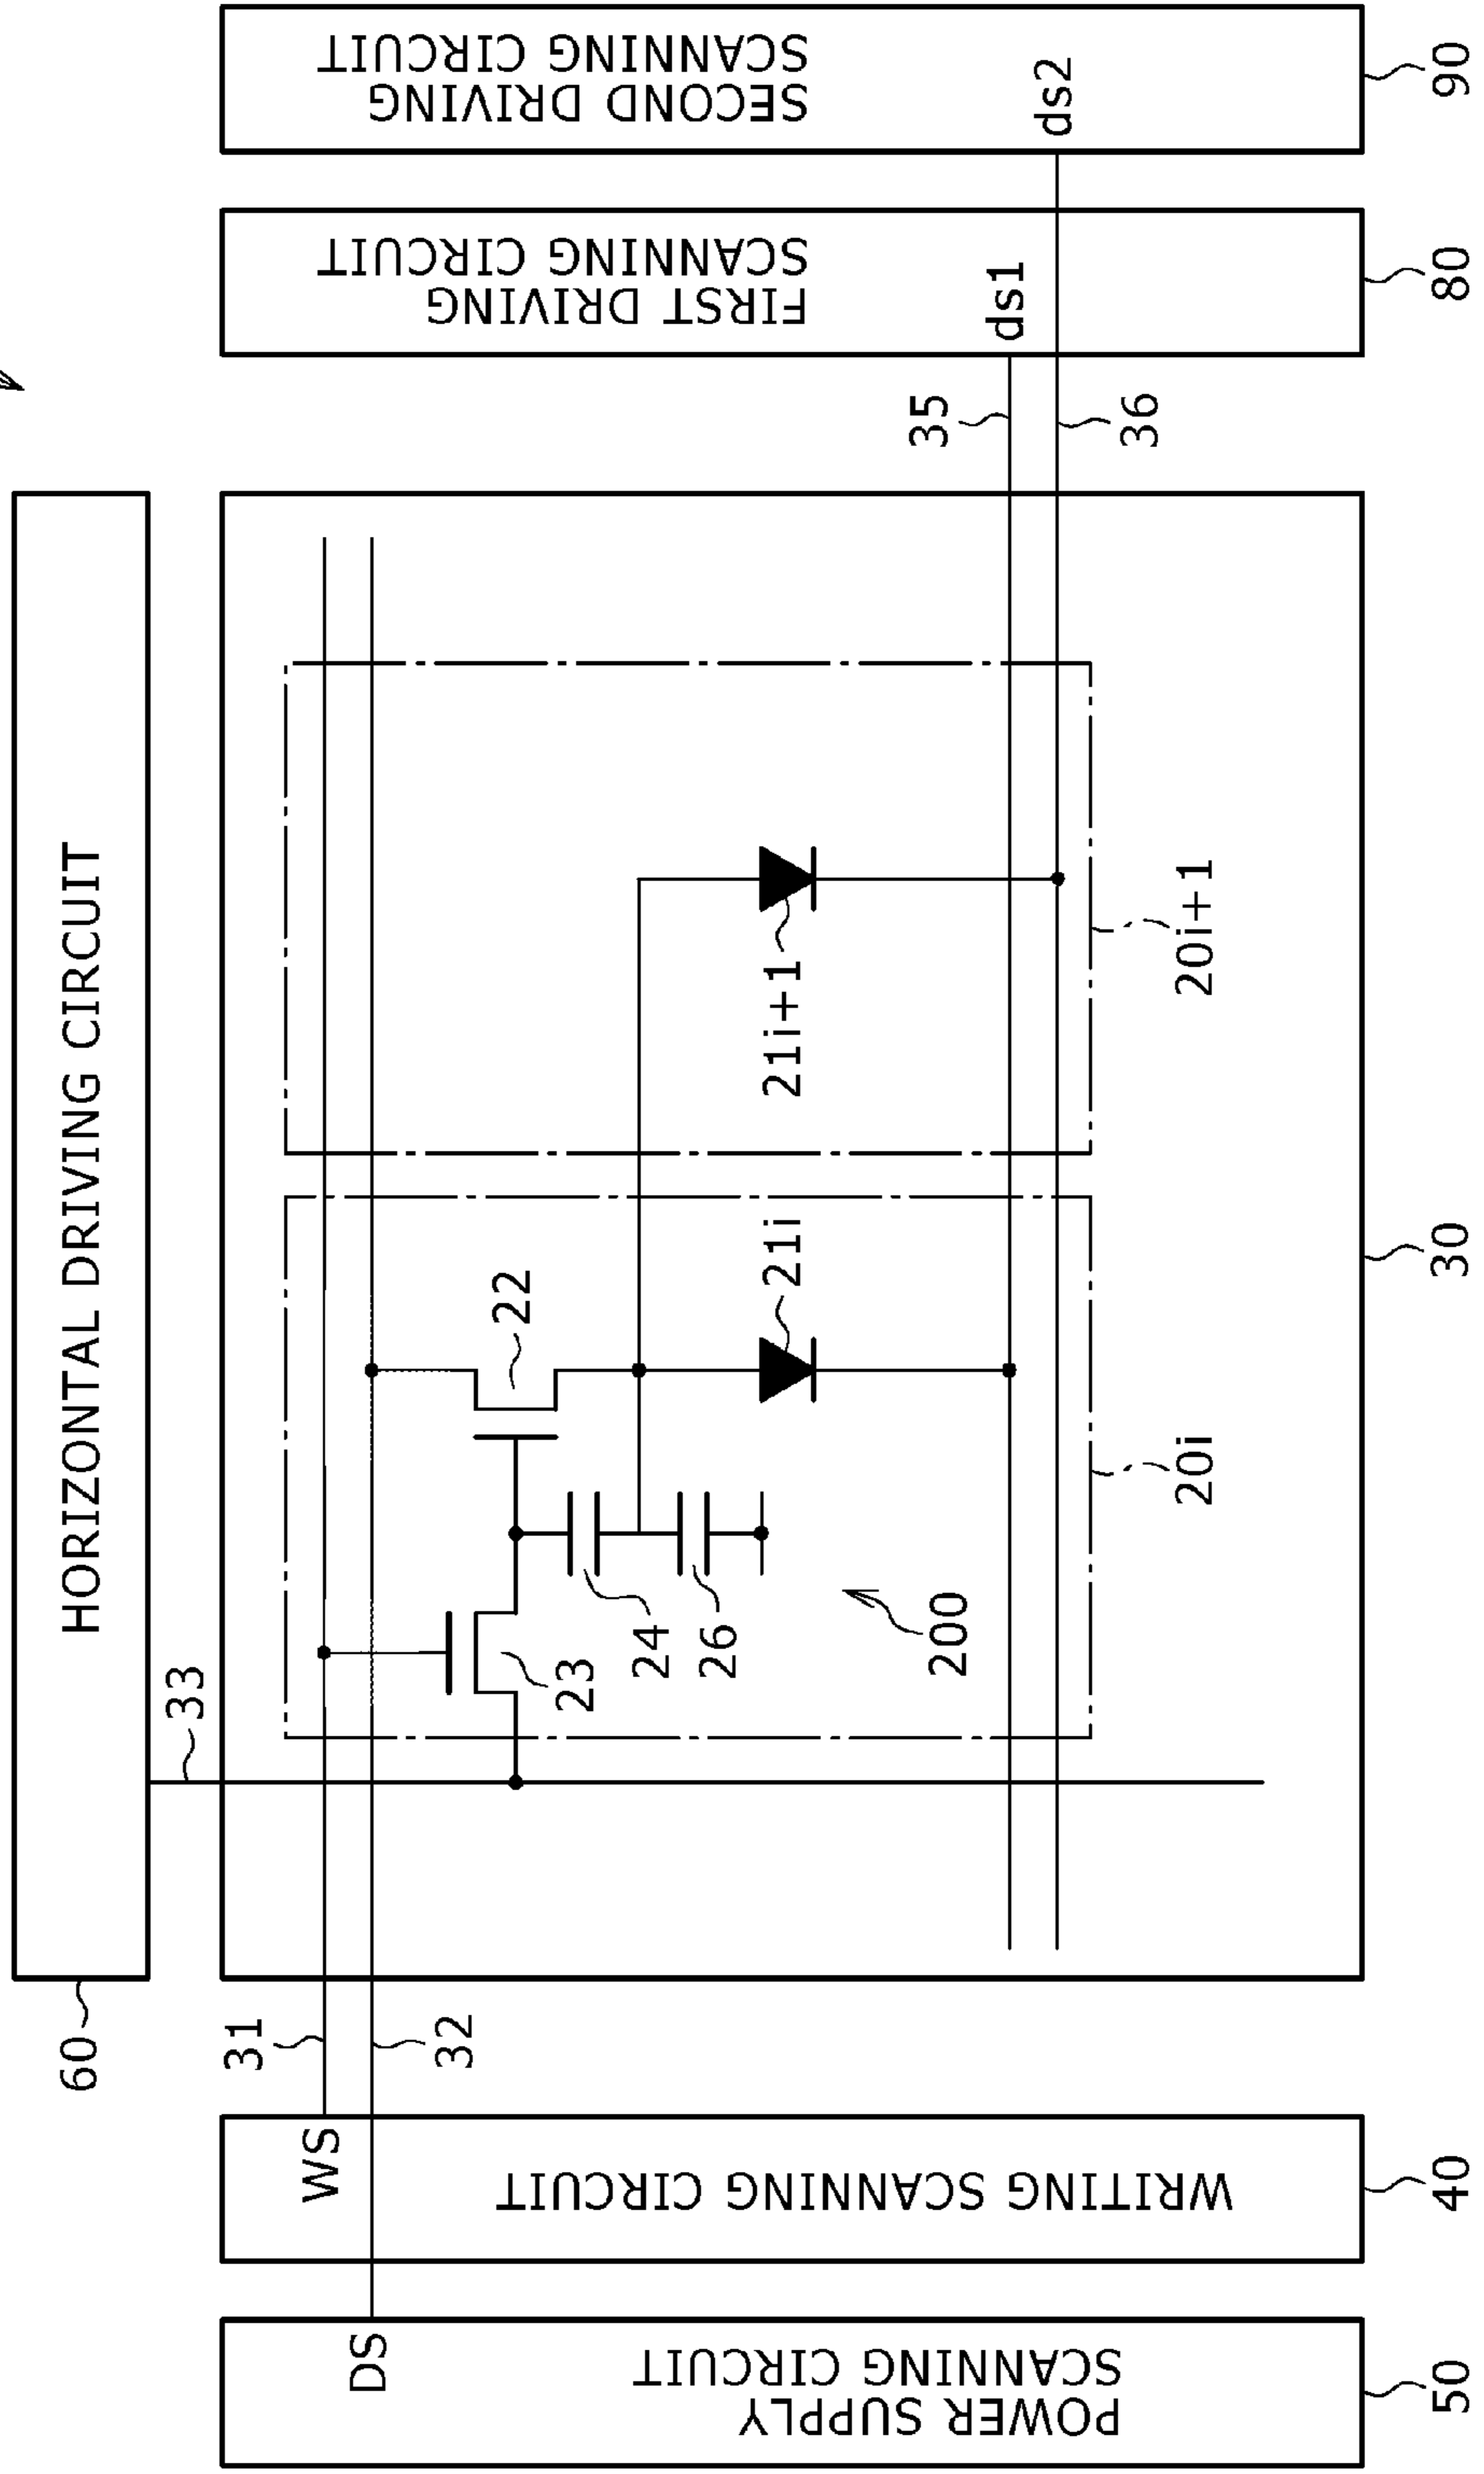 HORIZONTAL DRIVING CIRCUIT
60
33
31
32
35
36
POWER SUPPLY
SCANNING CIRCUIT
DS
50
WRITING SCANNING CIRCUIT
WS
40
23
22
24
26
200
21i
21i+1
20i
20i+1
30
FIRST DRIVING
SCANNING CIRCUIT
ds1
80
SECOND DRIVING
SCANNING CIRCUIT
ds2
90